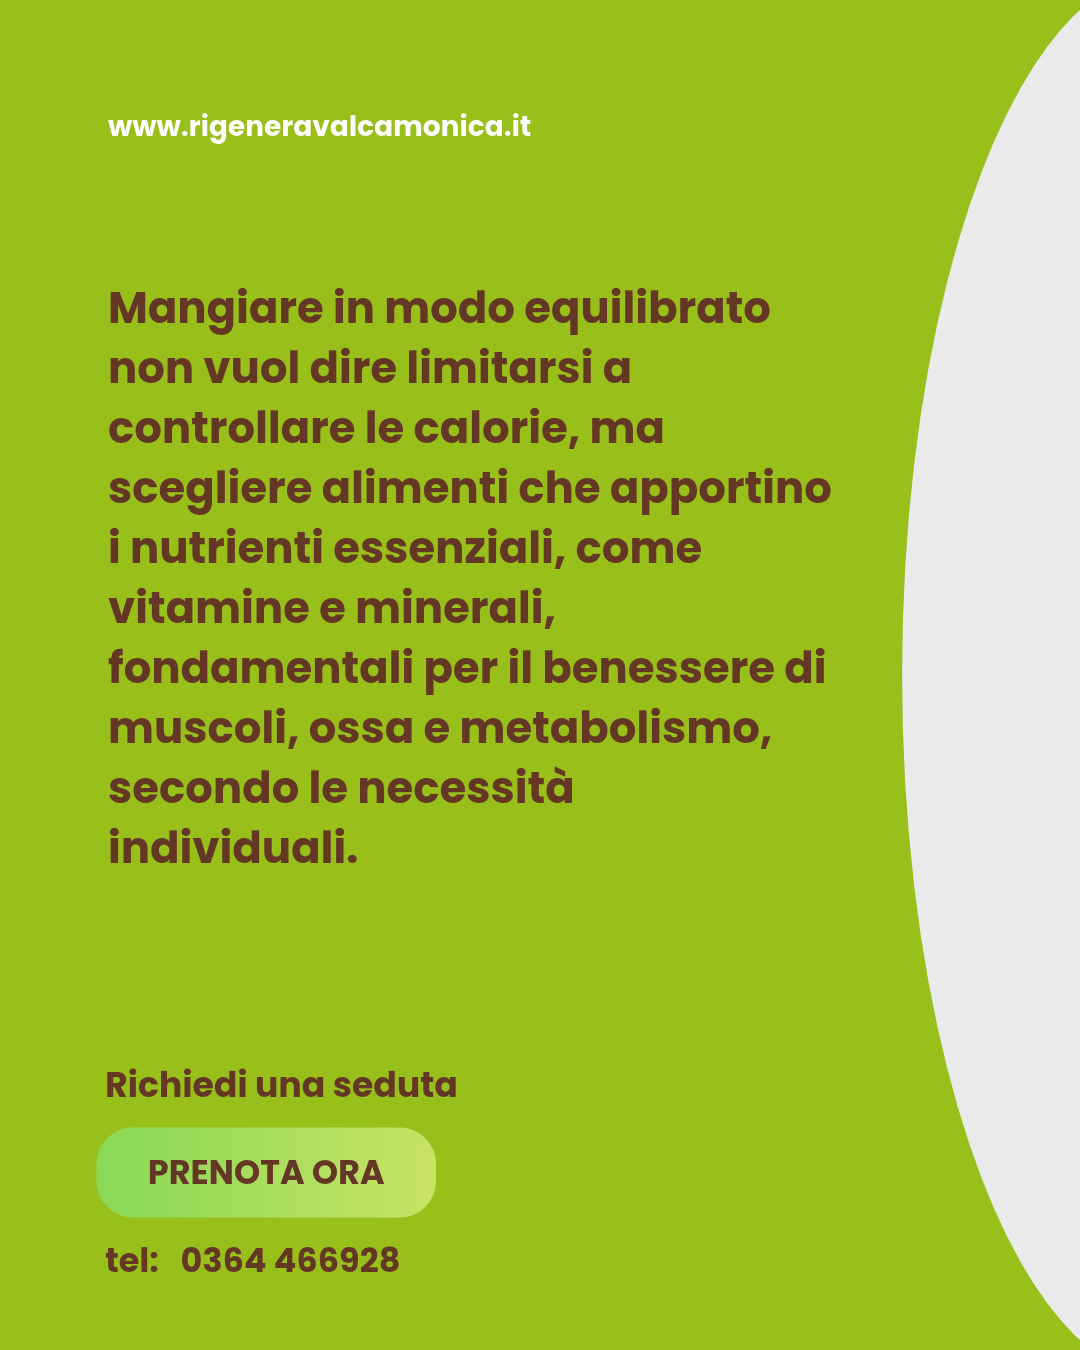 www.rigeneravalcamonica.it
Mangiare in modo equilibrato
non vuol dire limitarsi a
controllare le calorie, ma
scegliere alimenti che apportino
i nutrienti essenziali, come
vitamine e minerali,
fondamentali per il benessere di
muscoli, ossa e metabolismo,
secondo le necessità
individuali.
Richiedi una seduta
PRENOTA ORA
tel: 0364 466928